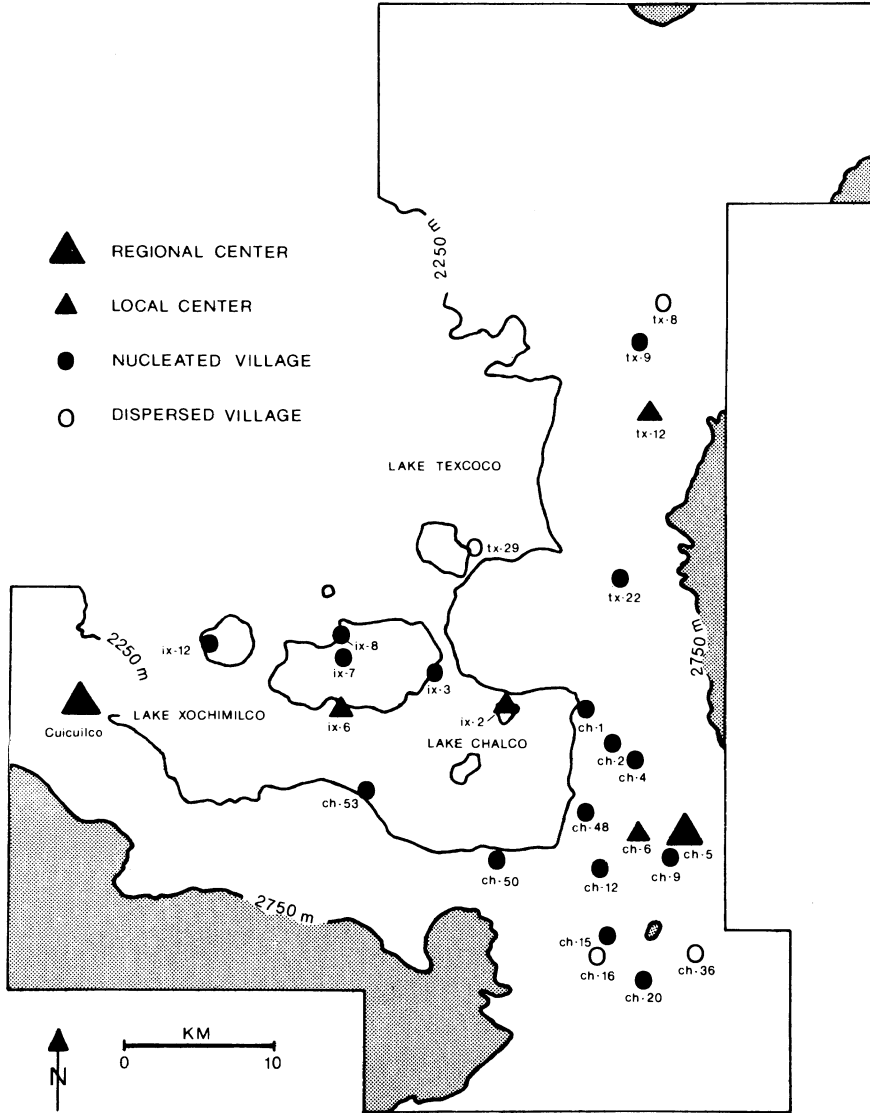 2250 m
REGIONAL CENTER
LOCAL CENTER
NUCLEATED VILLAGE
DISPERSED VILLAGE
tx-8
tx-9
tx-12
LAKE TEXCOCO
tx-29
tx-22
2250 m
ix-12
ix-8
ix-7
ix-3
2750 m
Cuicuilco
LAKE XOCHIMILCO
ix-6
ix-2
LAKE CHALCO
ch-1
ch-2
ch-4
ch-53
ch-48
ch-6
ch-5
ch-50
ch-12
ch-9
2750 m
ch-15
ch-16
ch-36
ch-20
KM
0 10
N